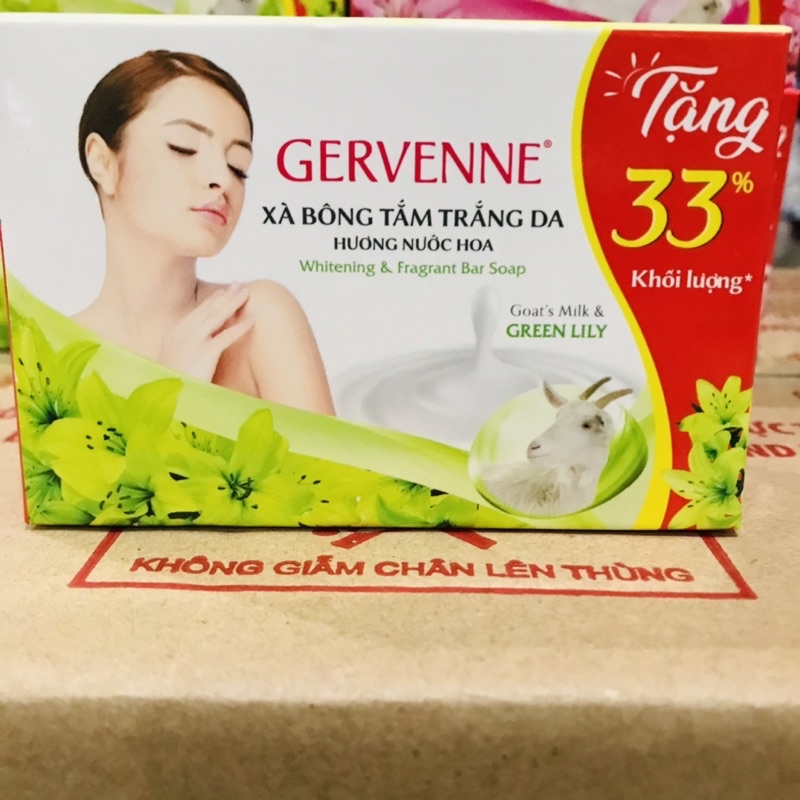 GERVENNE®
XÀ BÔNG TẮM TRẮNG DA
HƯƠNG NƯỚC HOA
Whitening & Fragrant Bar Soap
Goat's Milk &
GREEN LILY
Tặng
33%
Khối lượng*
KHÔNG GIẪM CHÂN LÊN THÙNG